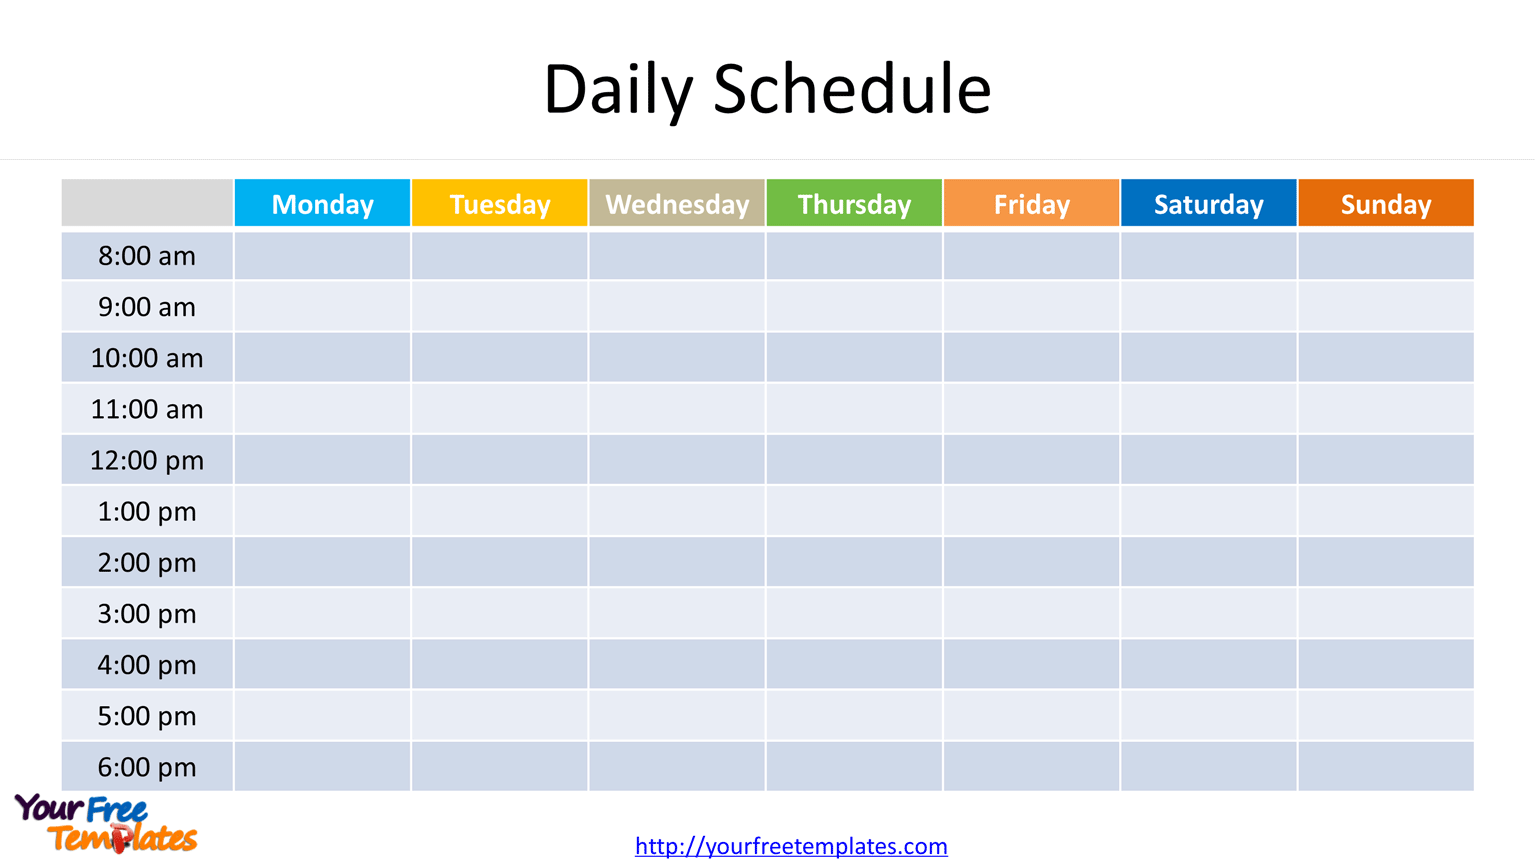 Daily Schedule
Monday Tuesday Wednesday Thursday Friday Saturday Sunday
8:00 am
9:00 am
10:00 am
11:00 am
12:00 pm
1:00 pm
2:00 pm
3:00 pm
4:00 pm
5:00 pm
6:00 pm
Your Free
Templates
http://yourfreetemplates.com